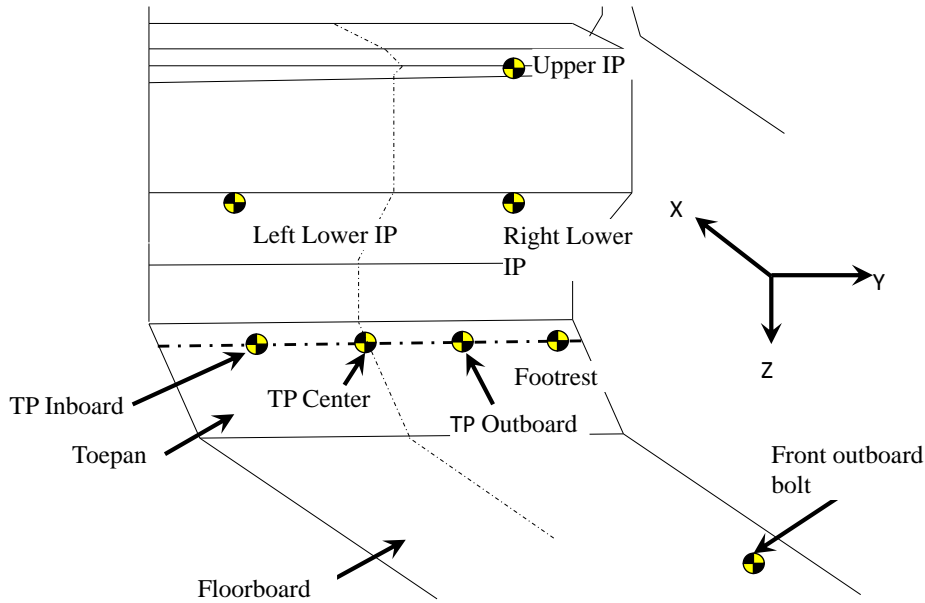 Upper IP
Left Lower IP
Right Lower
IP
X
Y
Z
TP Inboard
TP Center
TP Outboard
Footrest
Toepan
Front outboard
bolt
Floorboard